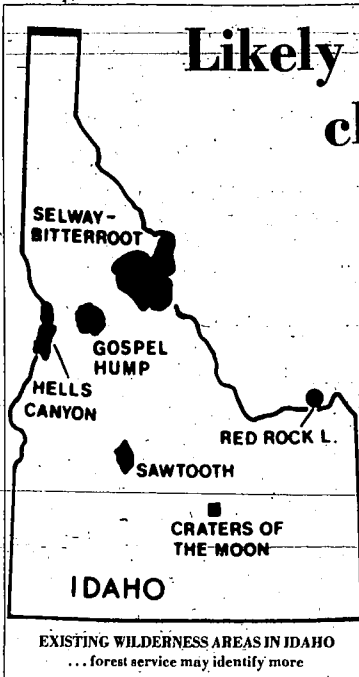 Likely
cl
SELWAY-
BITTERROOT
GOSPEL
HUMP
HELLS
CANYON
RED ROCK L.
SAWTOOTH
CRATERS OF
THE MOON
IDAHO
EXISTING WILDERNESS AREAS IN IDAHO
... forest service may identify more